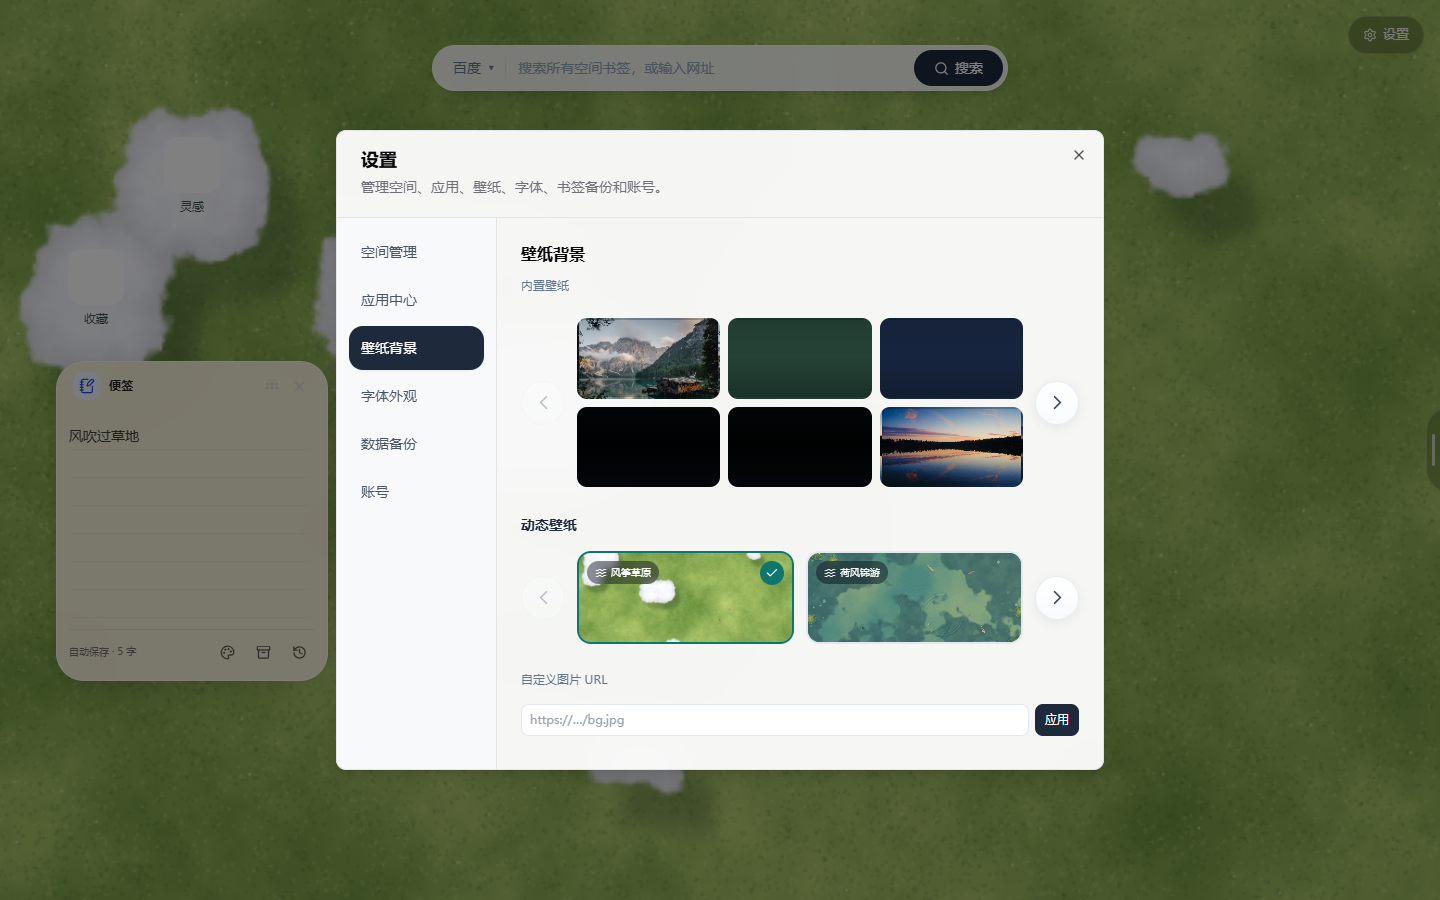 设置
百度 ▾ 搜索所有空间书签，或输入网址 搜索
灵感
收藏
便签
风吹过草地
自动保存 · 5 字
设置
管理空间、应用、壁纸、字体、书签备份和账号。
空间管理
应用中心
壁纸背景
字体外观
数据备份
账号
壁纸背景
内置壁纸
动态壁纸
风筝草原
荷风锦游
自定义图片 URL
https://.../bg.jpg
应用